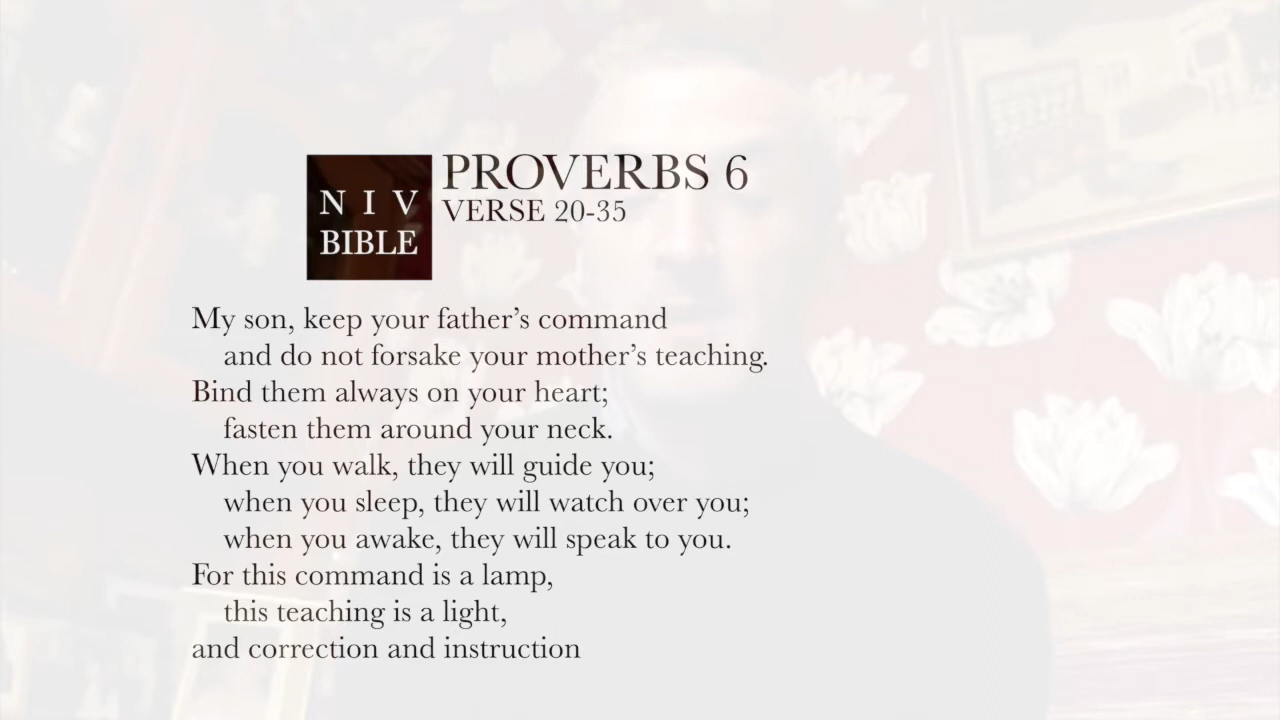 NIV
BIBLE
PROVERBS 6
VERSE 20-35
My son, keep your father’s command
and do not forsake your mother’s teaching.
Bind them always on your heart;
fasten them around your neck.
When you walk, they will guide you;
when you sleep, they will watch over you;
when you awake, they will speak to you.
For this command is a lamp,
this teaching is a light,
and correction and instruction